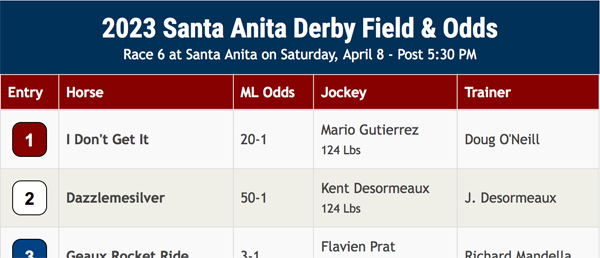 2023 Santa Anita Derby Field & Odds
Race 6 at Santa Anita on Saturday, April 8 - Post 5:30 PM
Entry Horse ML Odds Jockey Trainer
1 I Don't Get It 20-1 Mario Gutierrez Doug O'Neill
124 Lbs
2 Dazzlemesilver 50-1 Kent Desormeaux J. Desormeaux
124 Lbs
3 Geaux Rocket Ride 3-1 Flavien Prat Richard Mandella